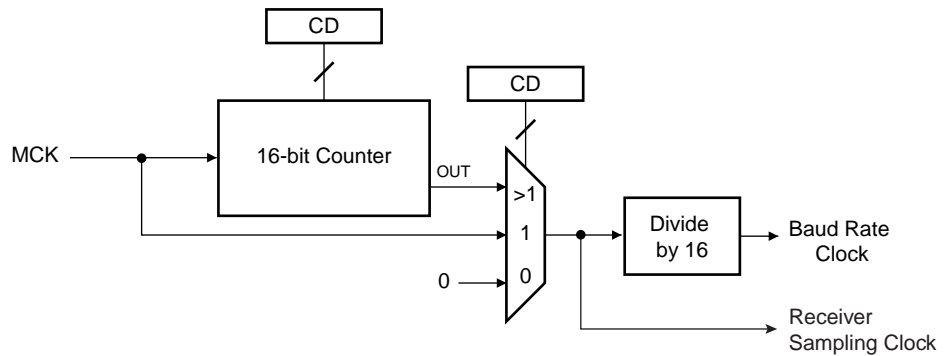 CD
CD
MCK
16-bit Counter
OUT
>1
1
0
0
Divide
by 16
Baud Rate
Clock
Receiver
Sampling Clock